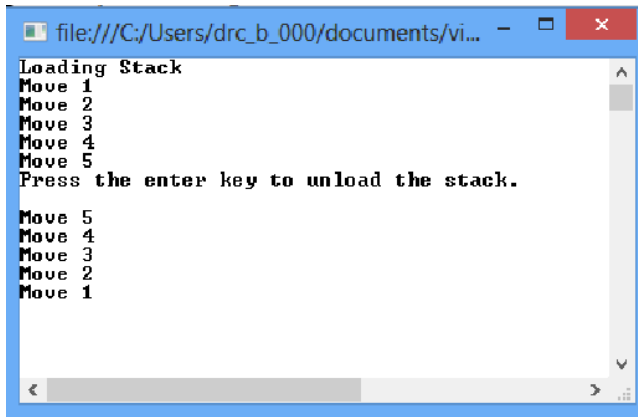 file:///C:/Users/drc_b_000/documents/vi...
Loading Stack
Move 1
Move 2
Move 3
Move 4
Move 5
Press the enter key to unload the stack.
Move 5
Move 4
Move 3
Move 2
Move 1